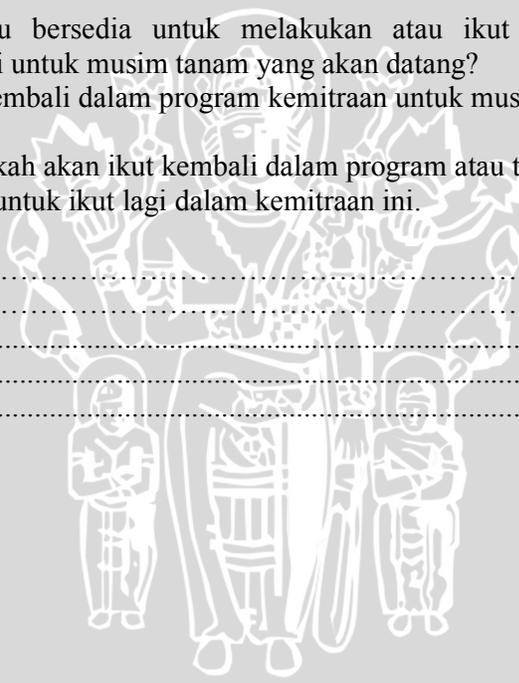 u bersedia untuk melakukan atau ikut
i untuk musim tanam yang akan datang?
embali dalam program kemitraan untuk mus
kah akan ikut kembali dalam program atau t
untuk ikut lagi dalam kemitraan ini.